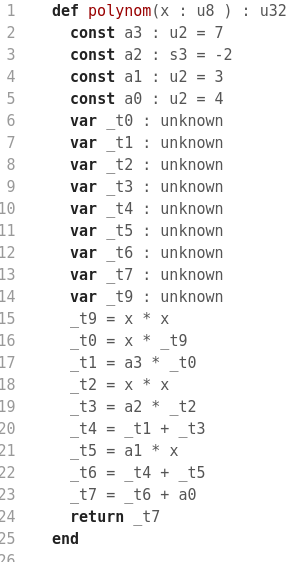 1 def polynom(x : u8 ) : u32
2 const a3 : u2 = 7
3 const a2 : s3 = -2
4 const a1 : u2 = 3
5 const a0 : u2 = 4
6 var _t0 : unknown
7 var _t1 : unknown
8 var _t2 : unknown
9 var _t3 : unknown
10 var _t4 : unknown
11 var _t5 : unknown
12 var _t6 : unknown
13 var _t7 : unknown
14 var _t9 : unknown
15 _t9 = x * x
16 _t0 = x * _t9
17 _t1 = a3 * _t0
18 _t2 = x * x
19 _t3 = a2 * _t2
20 _t4 = _t1 + _t3
21 _t5 = a1 * x
22 _t6 = _t4 + _t5
23 _t7 = _t6 + a0
24 return _t7
25 end
26